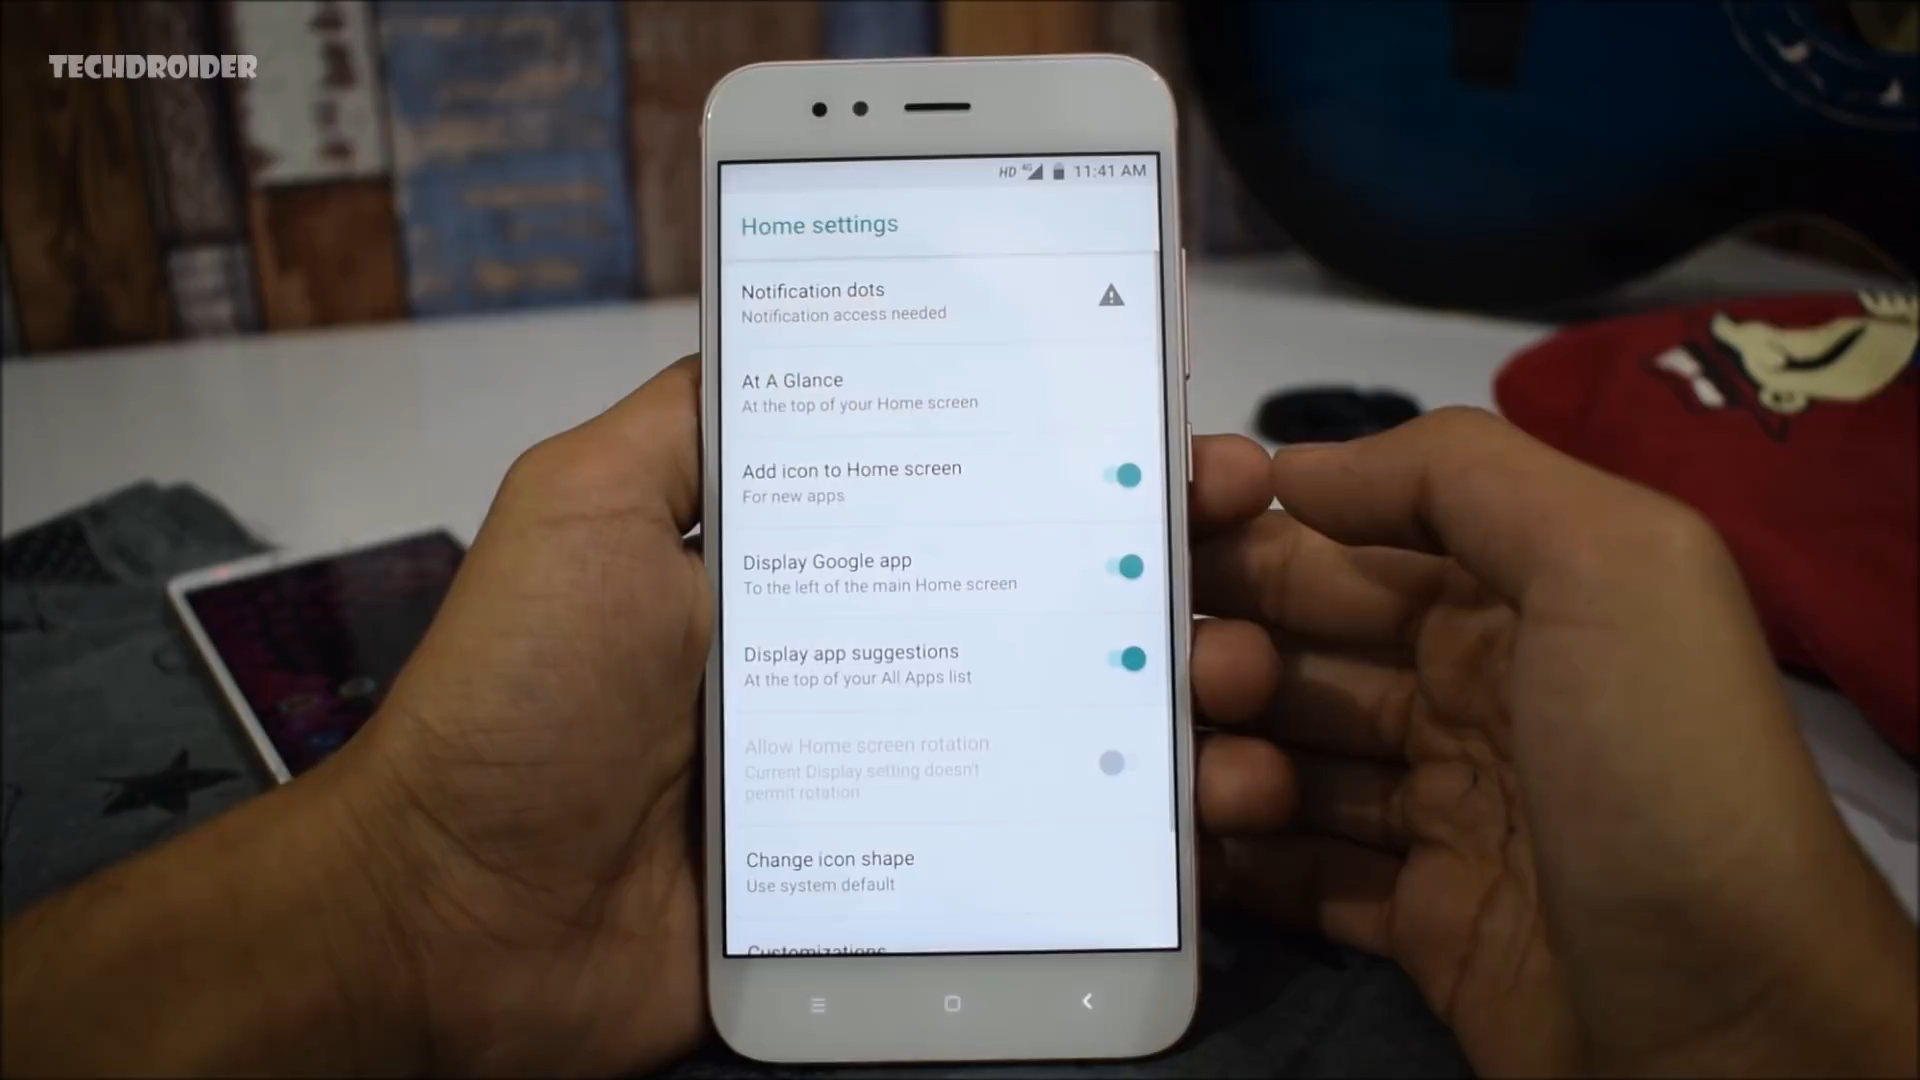 TECHDROIDER
HD 4G 11:41 AM
Home settings
Notification dots
Notification access needed
At A Glance
At the top of your Home screen
Add icon to Home screen
For new apps
Display Google app
To the left of the main Home screen
Display app suggestions
At the top of your All Apps list
Allow Home screen rotation
Current Display setting doesn't
permit rotation
Change icon shape
Use system default
Customizations